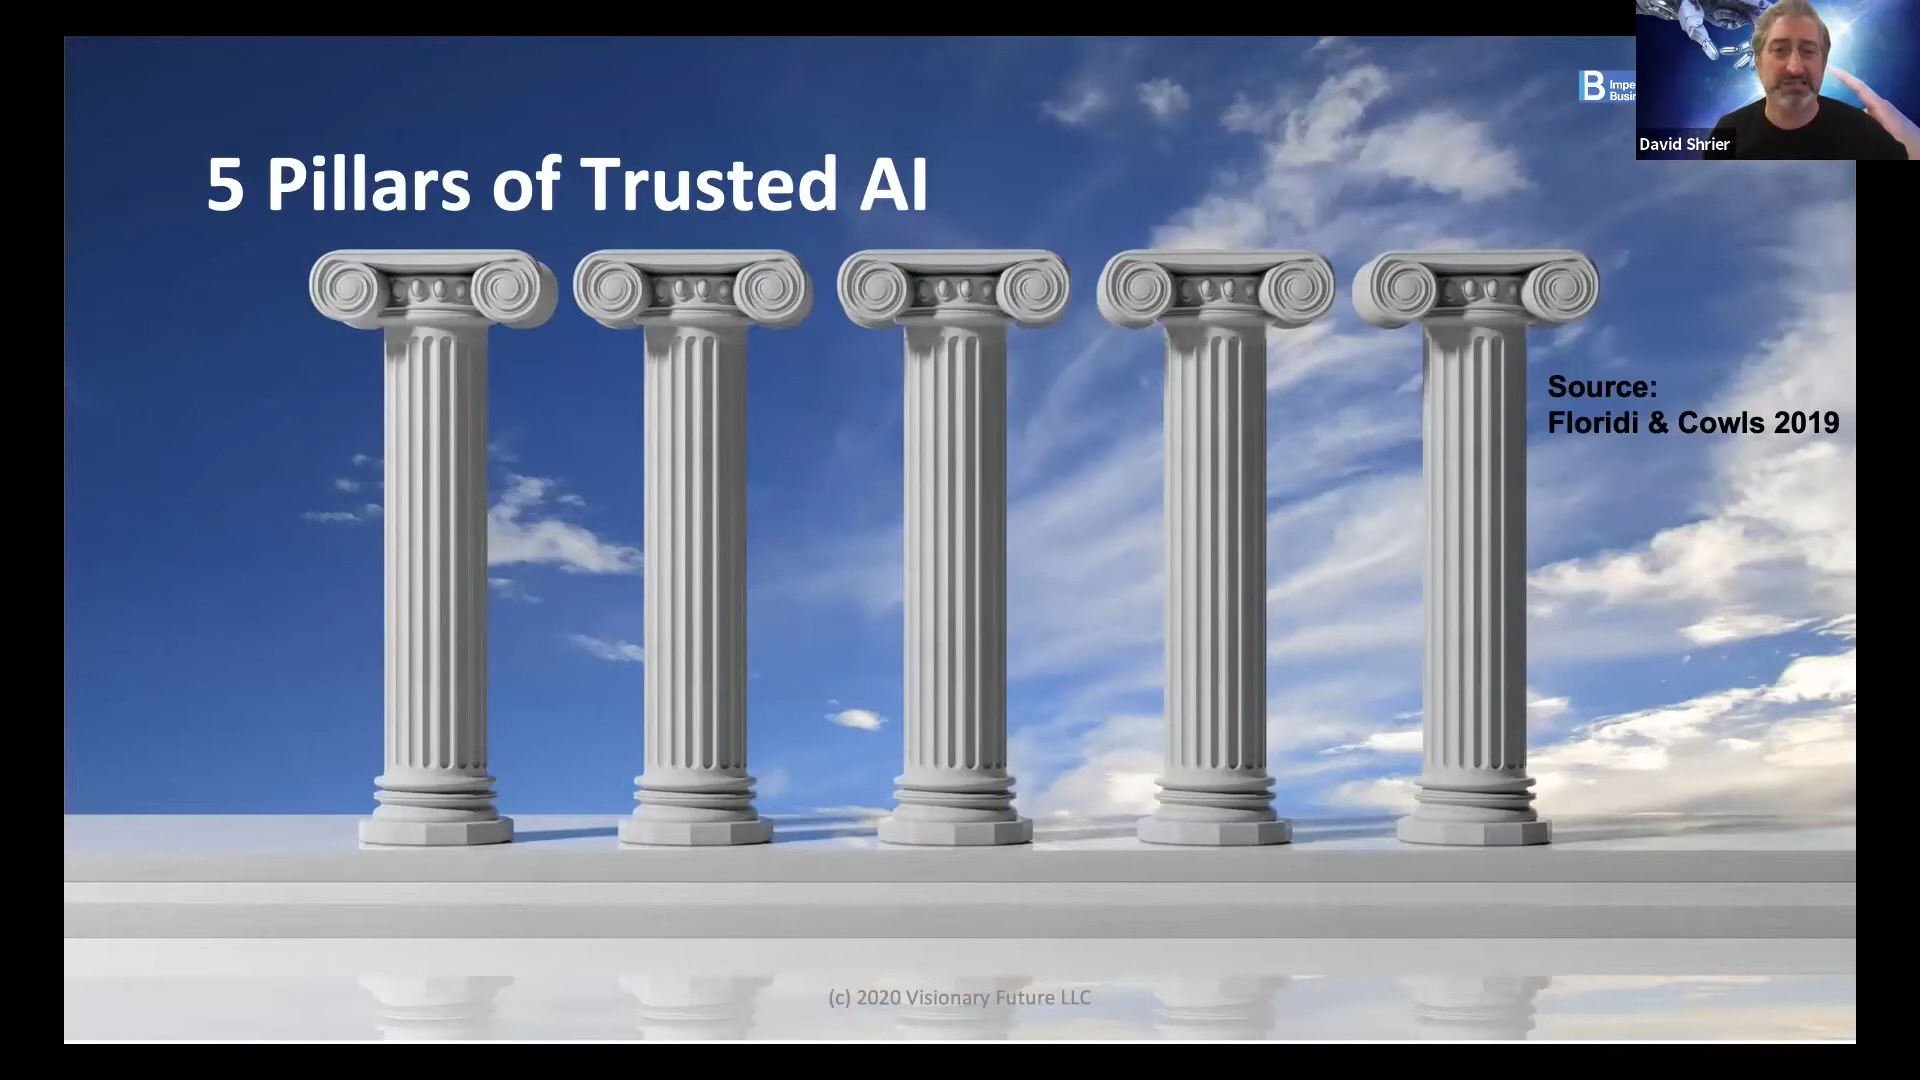 B
David Shrier
5 Pillars of Trusted AI
Source:
Floridi & Cowls 2019
(c) 2020 Visionary Future LLC